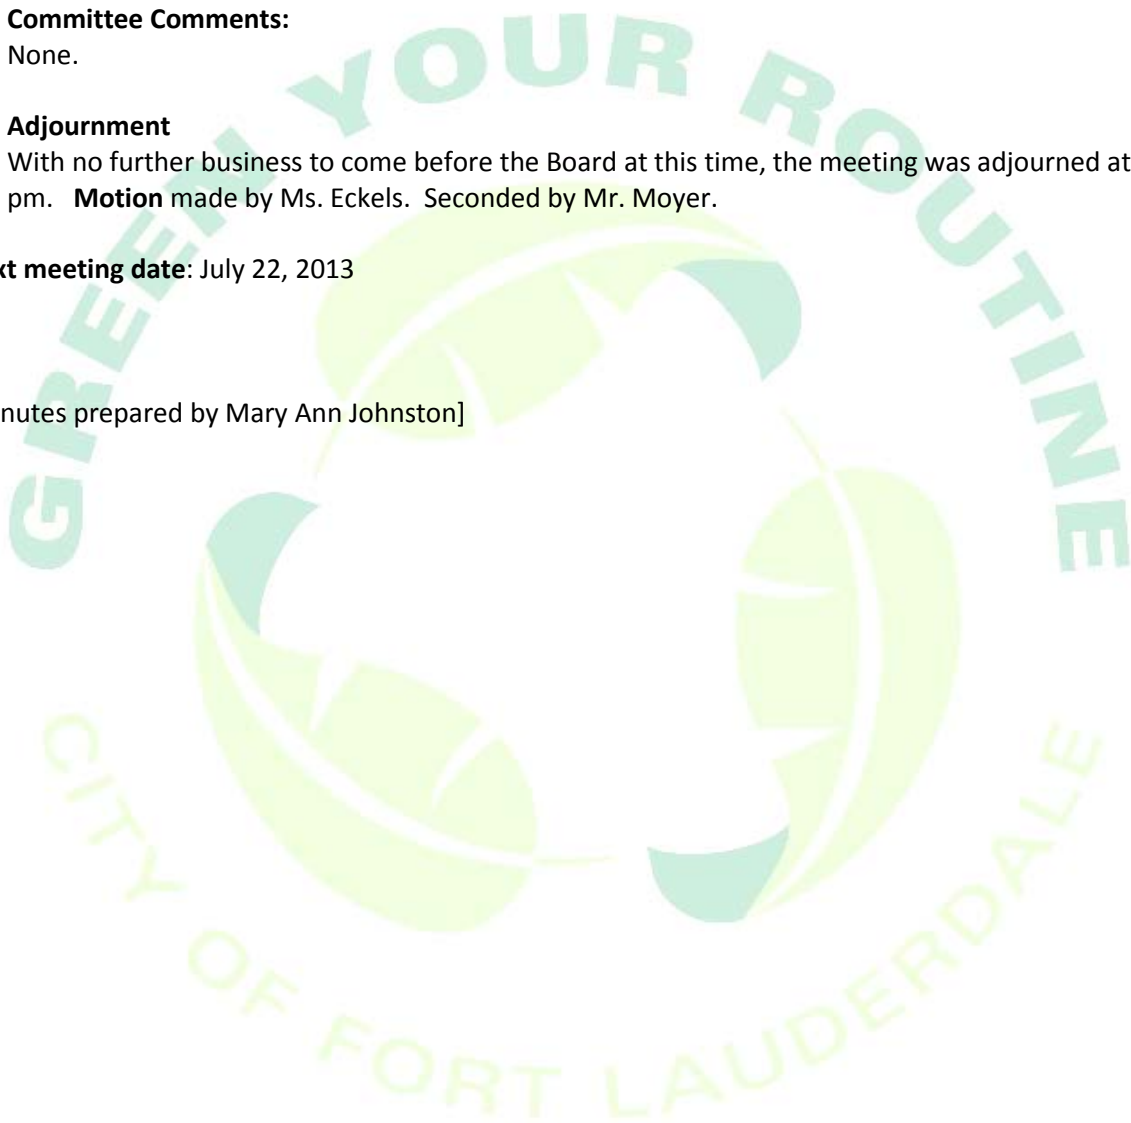 Committee Comments:
None.
Adjournment
With no further business to come before the Board at this time, the meeting was adjourned at
pm. Motion made by Ms. Eckels. Seconded by Mr. Moyer.
xt meeting date: July 22, 2013
nutes prepared by Mary Ann Johnston]
GREEN YOUR ROUTINE
CITY OF FORT LAUDERDALE